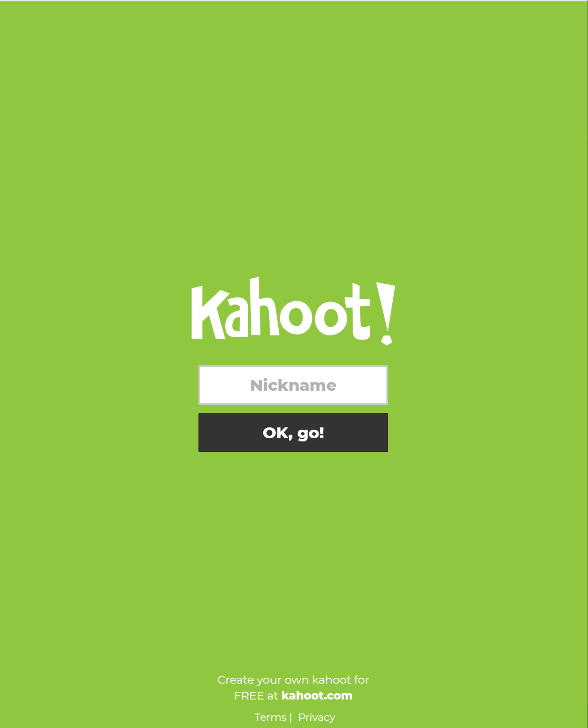 Kahoot!
Nickname
OK, go!
Create your own kahoot for
FREE at kahoot.com
Terms | Privacy